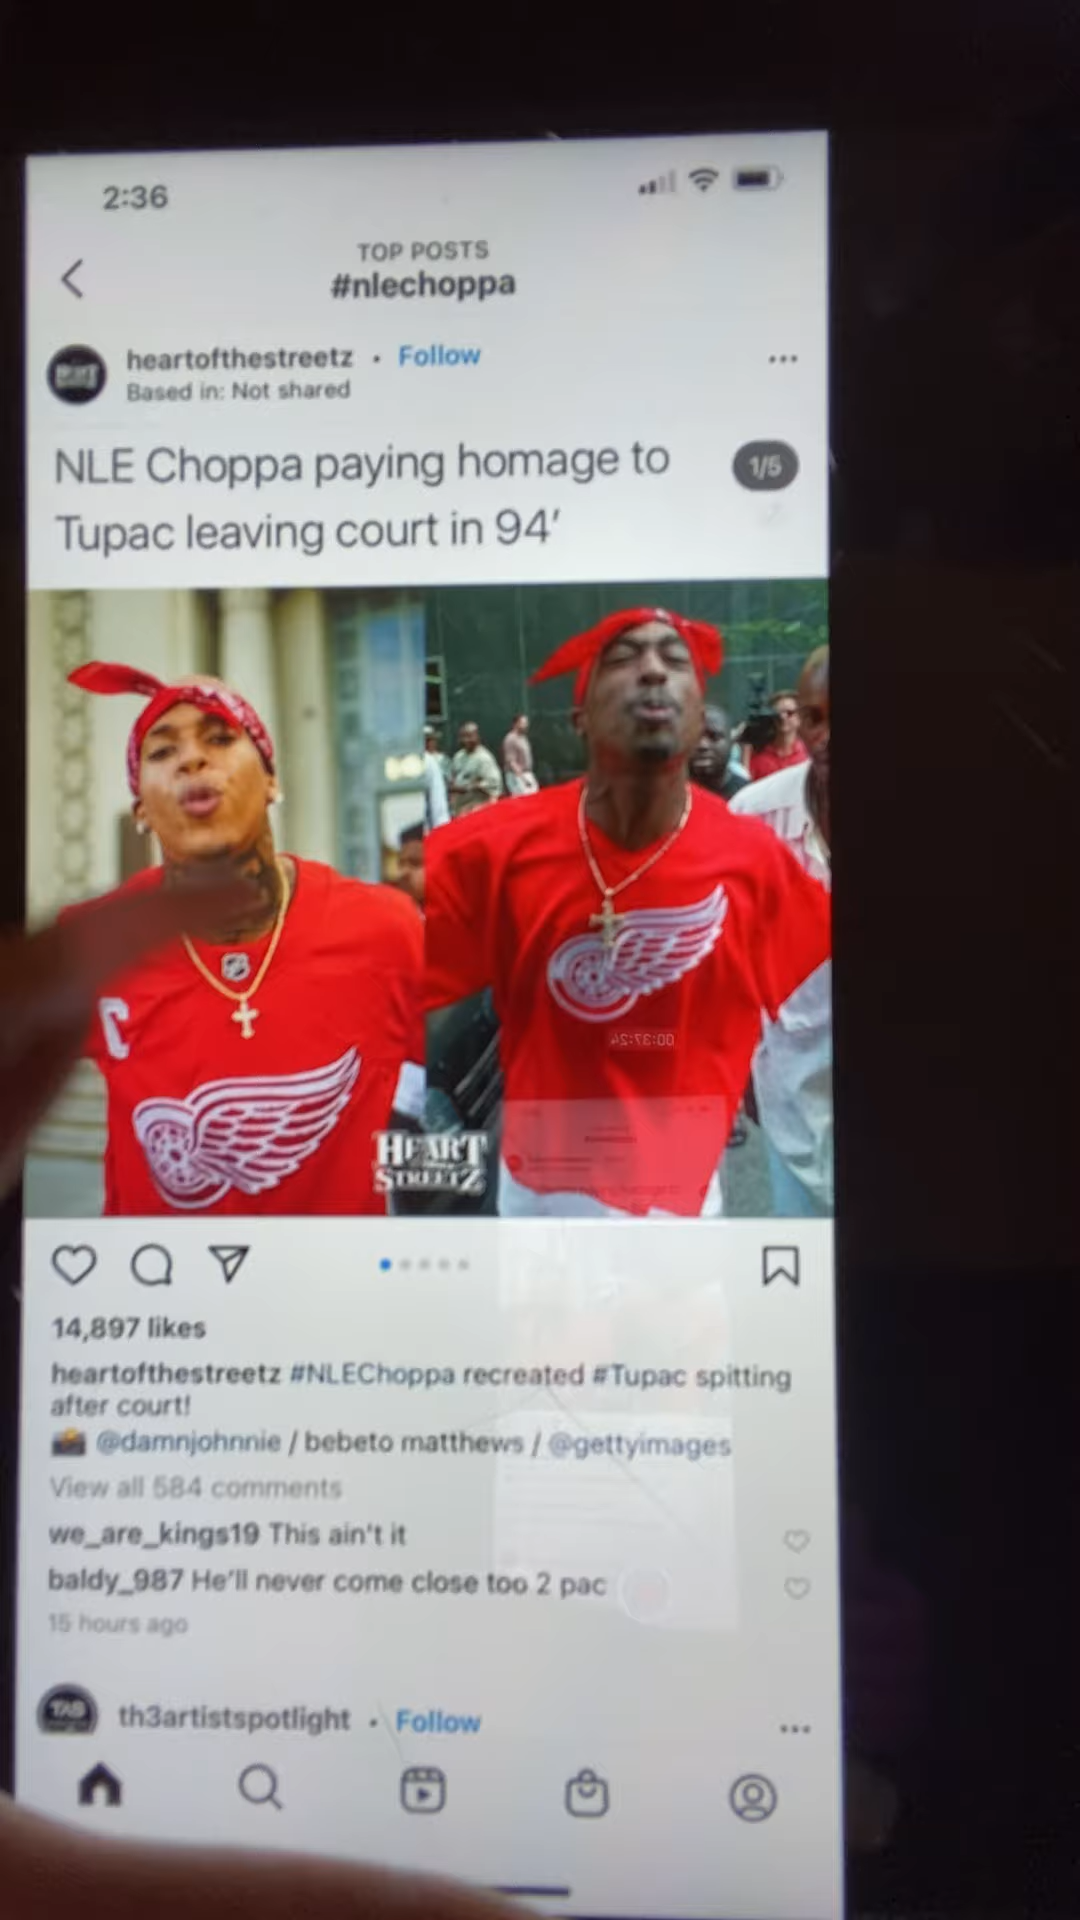 2:36
TOP POSTS
#nlechoppa
heartofthestreetz • Follow
Based in: Not shared
NLE Choppa paying homage to
1/5
Tupac leaving court in 94'
C
00:37:24
HEART
STREETZ
14,897 likes
heartofthestreetz #NLEChoppa recreated #Tupac spitting
after court!
@damnjohnnie / bebeto matthews / @gettyimages
View all 584 comments
we_are_kings19 This ain't it
baldy_987 He'll never come close too 2 pac
15 hours ago
th3artistspotlight • Follow